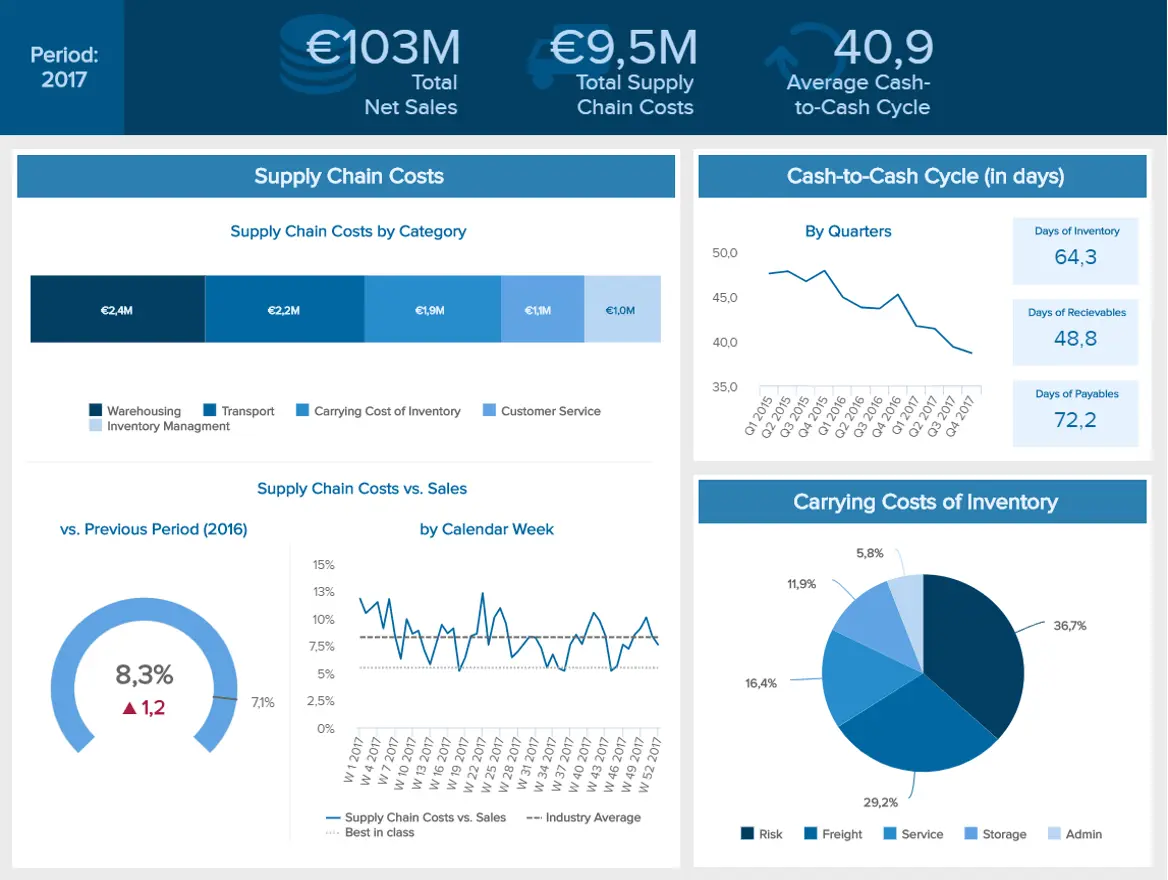 Period:
2017
€103M
Total
Net Sales
€9,5M
Total Supply
Chain Costs
40,9
Average Cash-
to-Cash Cycle
Supply Chain Costs
Supply Chain Costs by Category
€2,4M
€2,2M
€1,9M
€1,1M
€1,0M
Warehousing
Transport
Carrying Cost of Inventory
Customer Service
Inventory Managment
Supply Chain Costs vs. Sales
vs. Previous Period (2016)
8,3%
▲ 1,2
7,1%
by Calendar Week
15%
13%
10%
7,5%
5%
2,5%
0%
W 1 2017
W 4 2017
W 7 2017
W 10 2017
W 13 2017
W 16 2017
W 19 2017
W 22 2017
W 25 2017
W 28 2017
W 31 2017
W 34 2017
W 37 2017
W 40 2017
W 43 2017
W 46 2017
W 49 2017
W 52 2017
Supply Chain Costs vs. Sales
Industry Average
Best in class
Cash-to-Cash Cycle (in days)
By Quarters
50,0
45,0
40,0
35,0
Q1 2015
Q2 2015
Q3 2015
Q4 2015
Q1 2016
Q2 2016
Q3 2016
Q4 2016
Q1 2017
Q2 2017
Q3 2017
Q4 2017
Days of Inventory
64,3
Days of Recievables
48,8
Days of Payables
72,2
Carrying Costs of Inventory
5,8%
11,9%
36,7%
16,4%
29,2%
Risk
Freight
Service
Storage
Admin